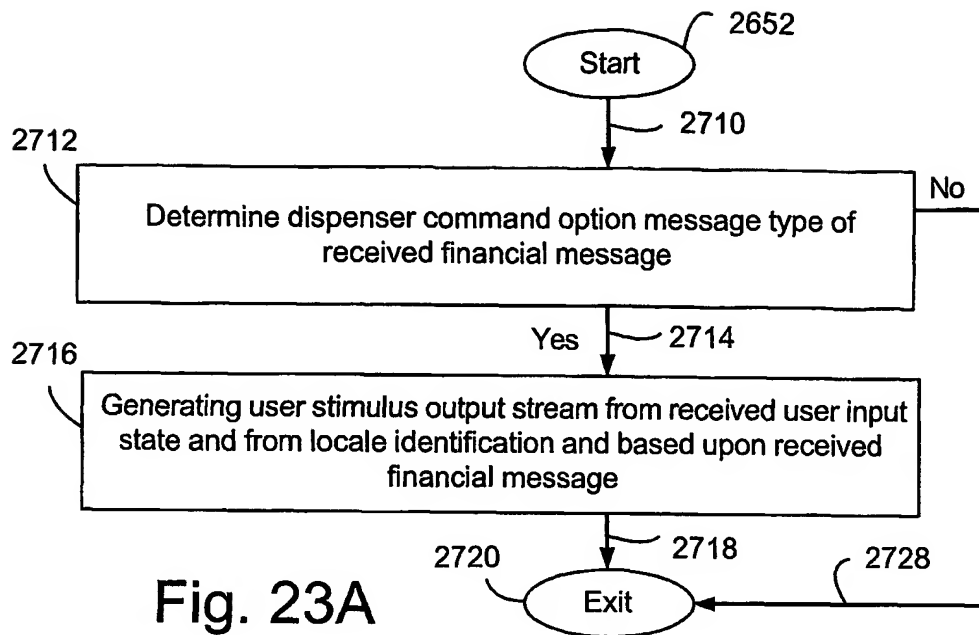 2652
Start
2710
2712
No
Determine dispenser command option message type of
received financial message
Yes
2714
2716
Generating user stimulus output stream from received user input
state and from locale identification and based upon received
financial message
2718
2720
2728
Exit
Fig. 23A